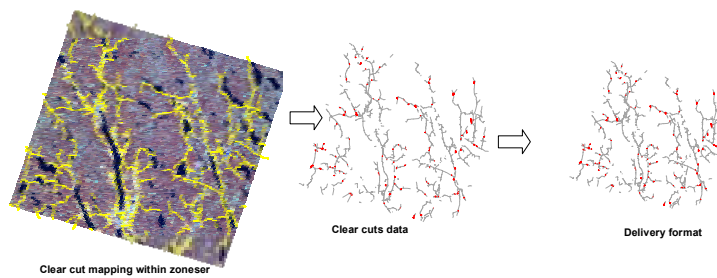 Clear cuts data
Delivery format
Clear cut mapping within zoneser